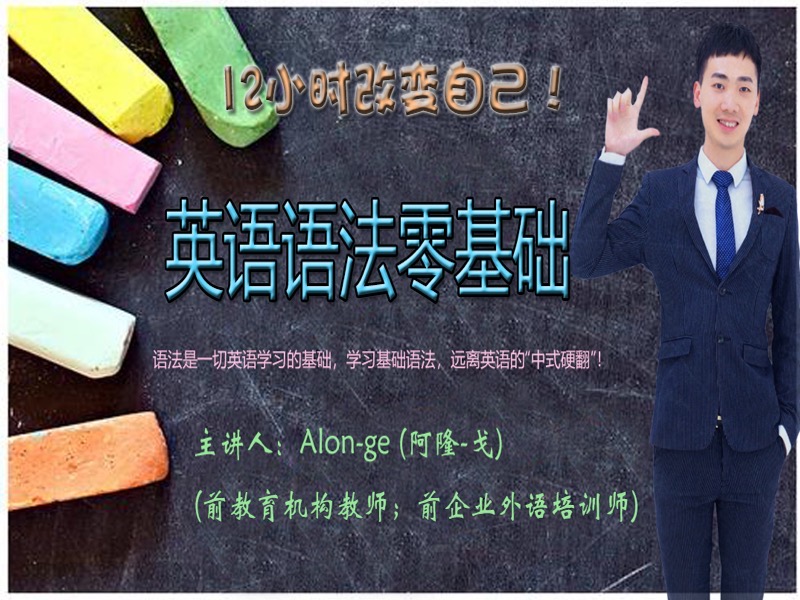 12小时改变自己！
英语语法零基础
语法是一切英语学习的基础，学习基础语法，远离英语的“中式硬翻”！
主讲人：Alon-ge (阿隆-戈)
(前教育机构教师；前企业外语培训师)